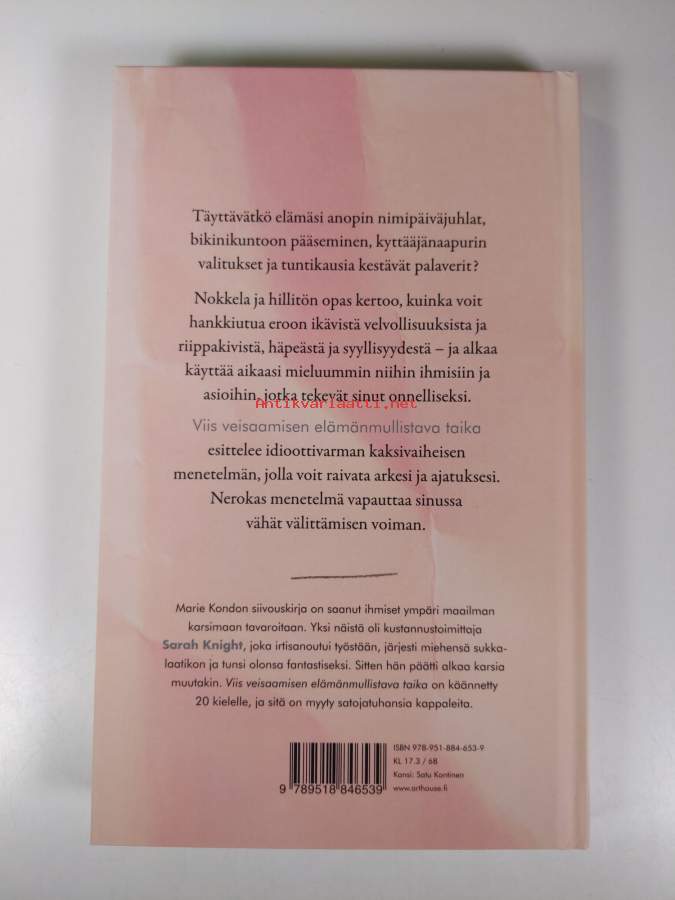 Täyttävätkö elämäsi anopin nimipäiväjuhlat,
bikinikuntoon pääseminen, kyttääjänaapurin
valitukset ja tuntikausia kestävät palaverit?
Nokkela ja hillitön opas kertoo, kuinka voit
hankkiutua eroon ikävistä velvollisuuksista ja
riippakivistä, häpeästä ja syyllisyydestä – ja alkaa
käyttää aikaasi mieluummin niihin ihmisiin ja
asioihin, jotka tekevät sinut onnelliseksi.
Antikvariaatti.net
Viis veisaamisen elämänmullistava taika
esittelee idioottivarman kaksivaiheisen
menetelmän, jolla voit raivata arkesi ja ajatuksesi.
Nerokas menetelmä vapauttaa sinussa
vähät välittämisen voiman.
Marie Kondon siivouskirja on saanut ihmiset ympäri maailman
karsimaan tavaroitaan. Yksi näistä oli kustannustoimittaja
Sarah Knight, joka irtisanoutui työstään, järjesti miehensä sukka-
laatikon ja tunsi olonsa fantastiseksi. Sitten hän päätti alkaa karsia
muutakin. Viis veisaamisen elämänmullistava taika on käännetty
20 kielelle, ja sitä on myyty satojatuhansia kappaleita.
ISBN 978-951-884-653-9
KL 17.3 / 68
Kansi: Satu Kontinen
www.arthouse.fi
9 789518 846539